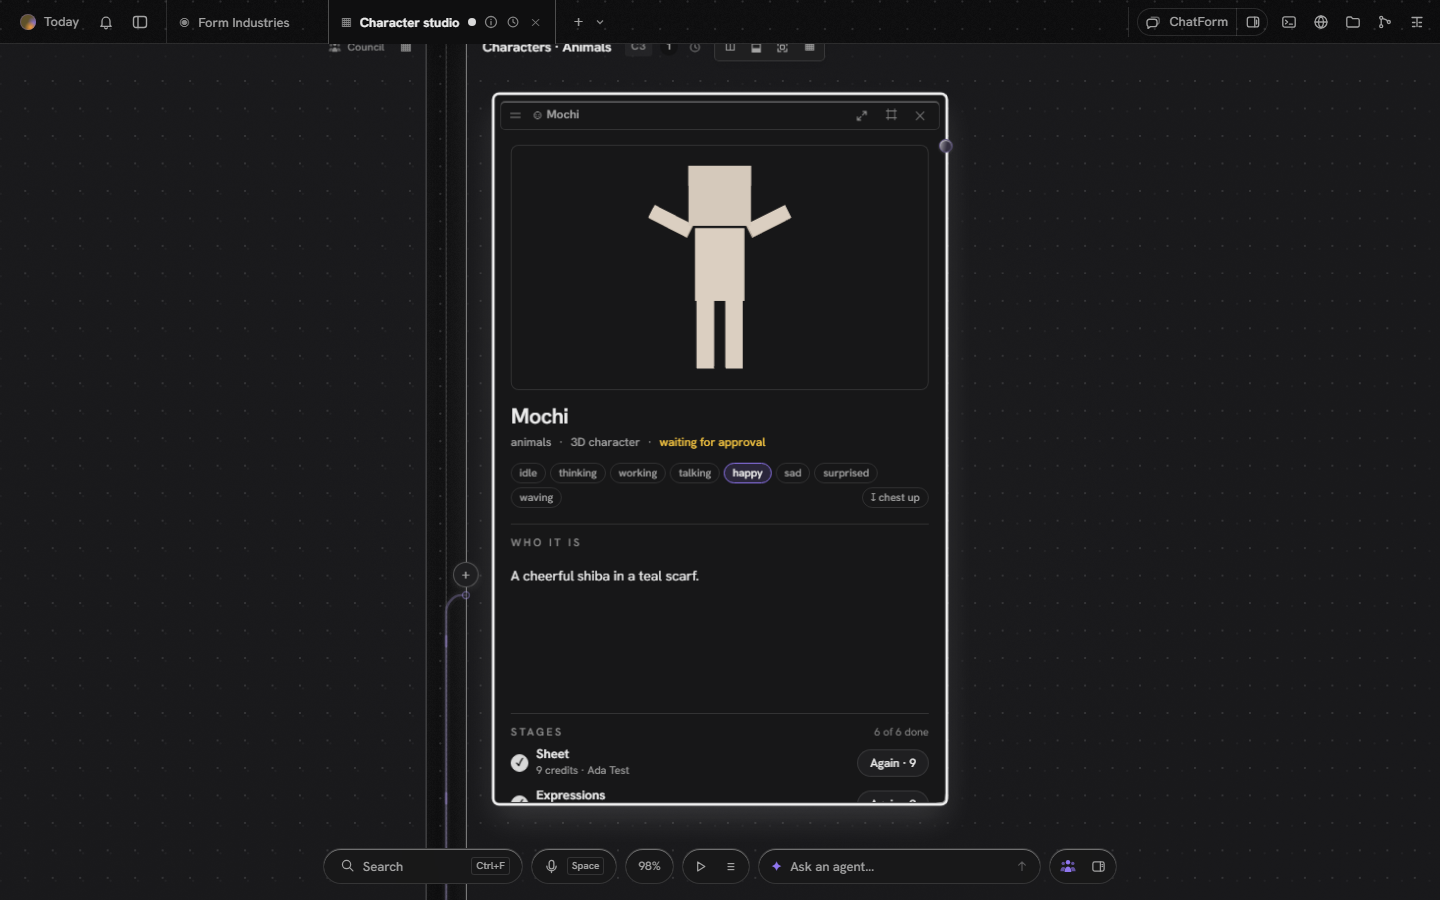 Today
Form Industries
Character studio
ChatForm
Council
Characters · Animals
C3
1
Mochi
Mochi
animals · 3D character · waiting for approval
idle
thinking
working
talking
happy
sad
surprised
waving
chest up
WHO IT IS
A cheerful shiba in a teal scarf.
STAGES
6 of 6 done
Sheet
9 credits · Ada Test
Again · 9
Expressions
Search
Ctrl+F
Space
98%
Ask an agent...